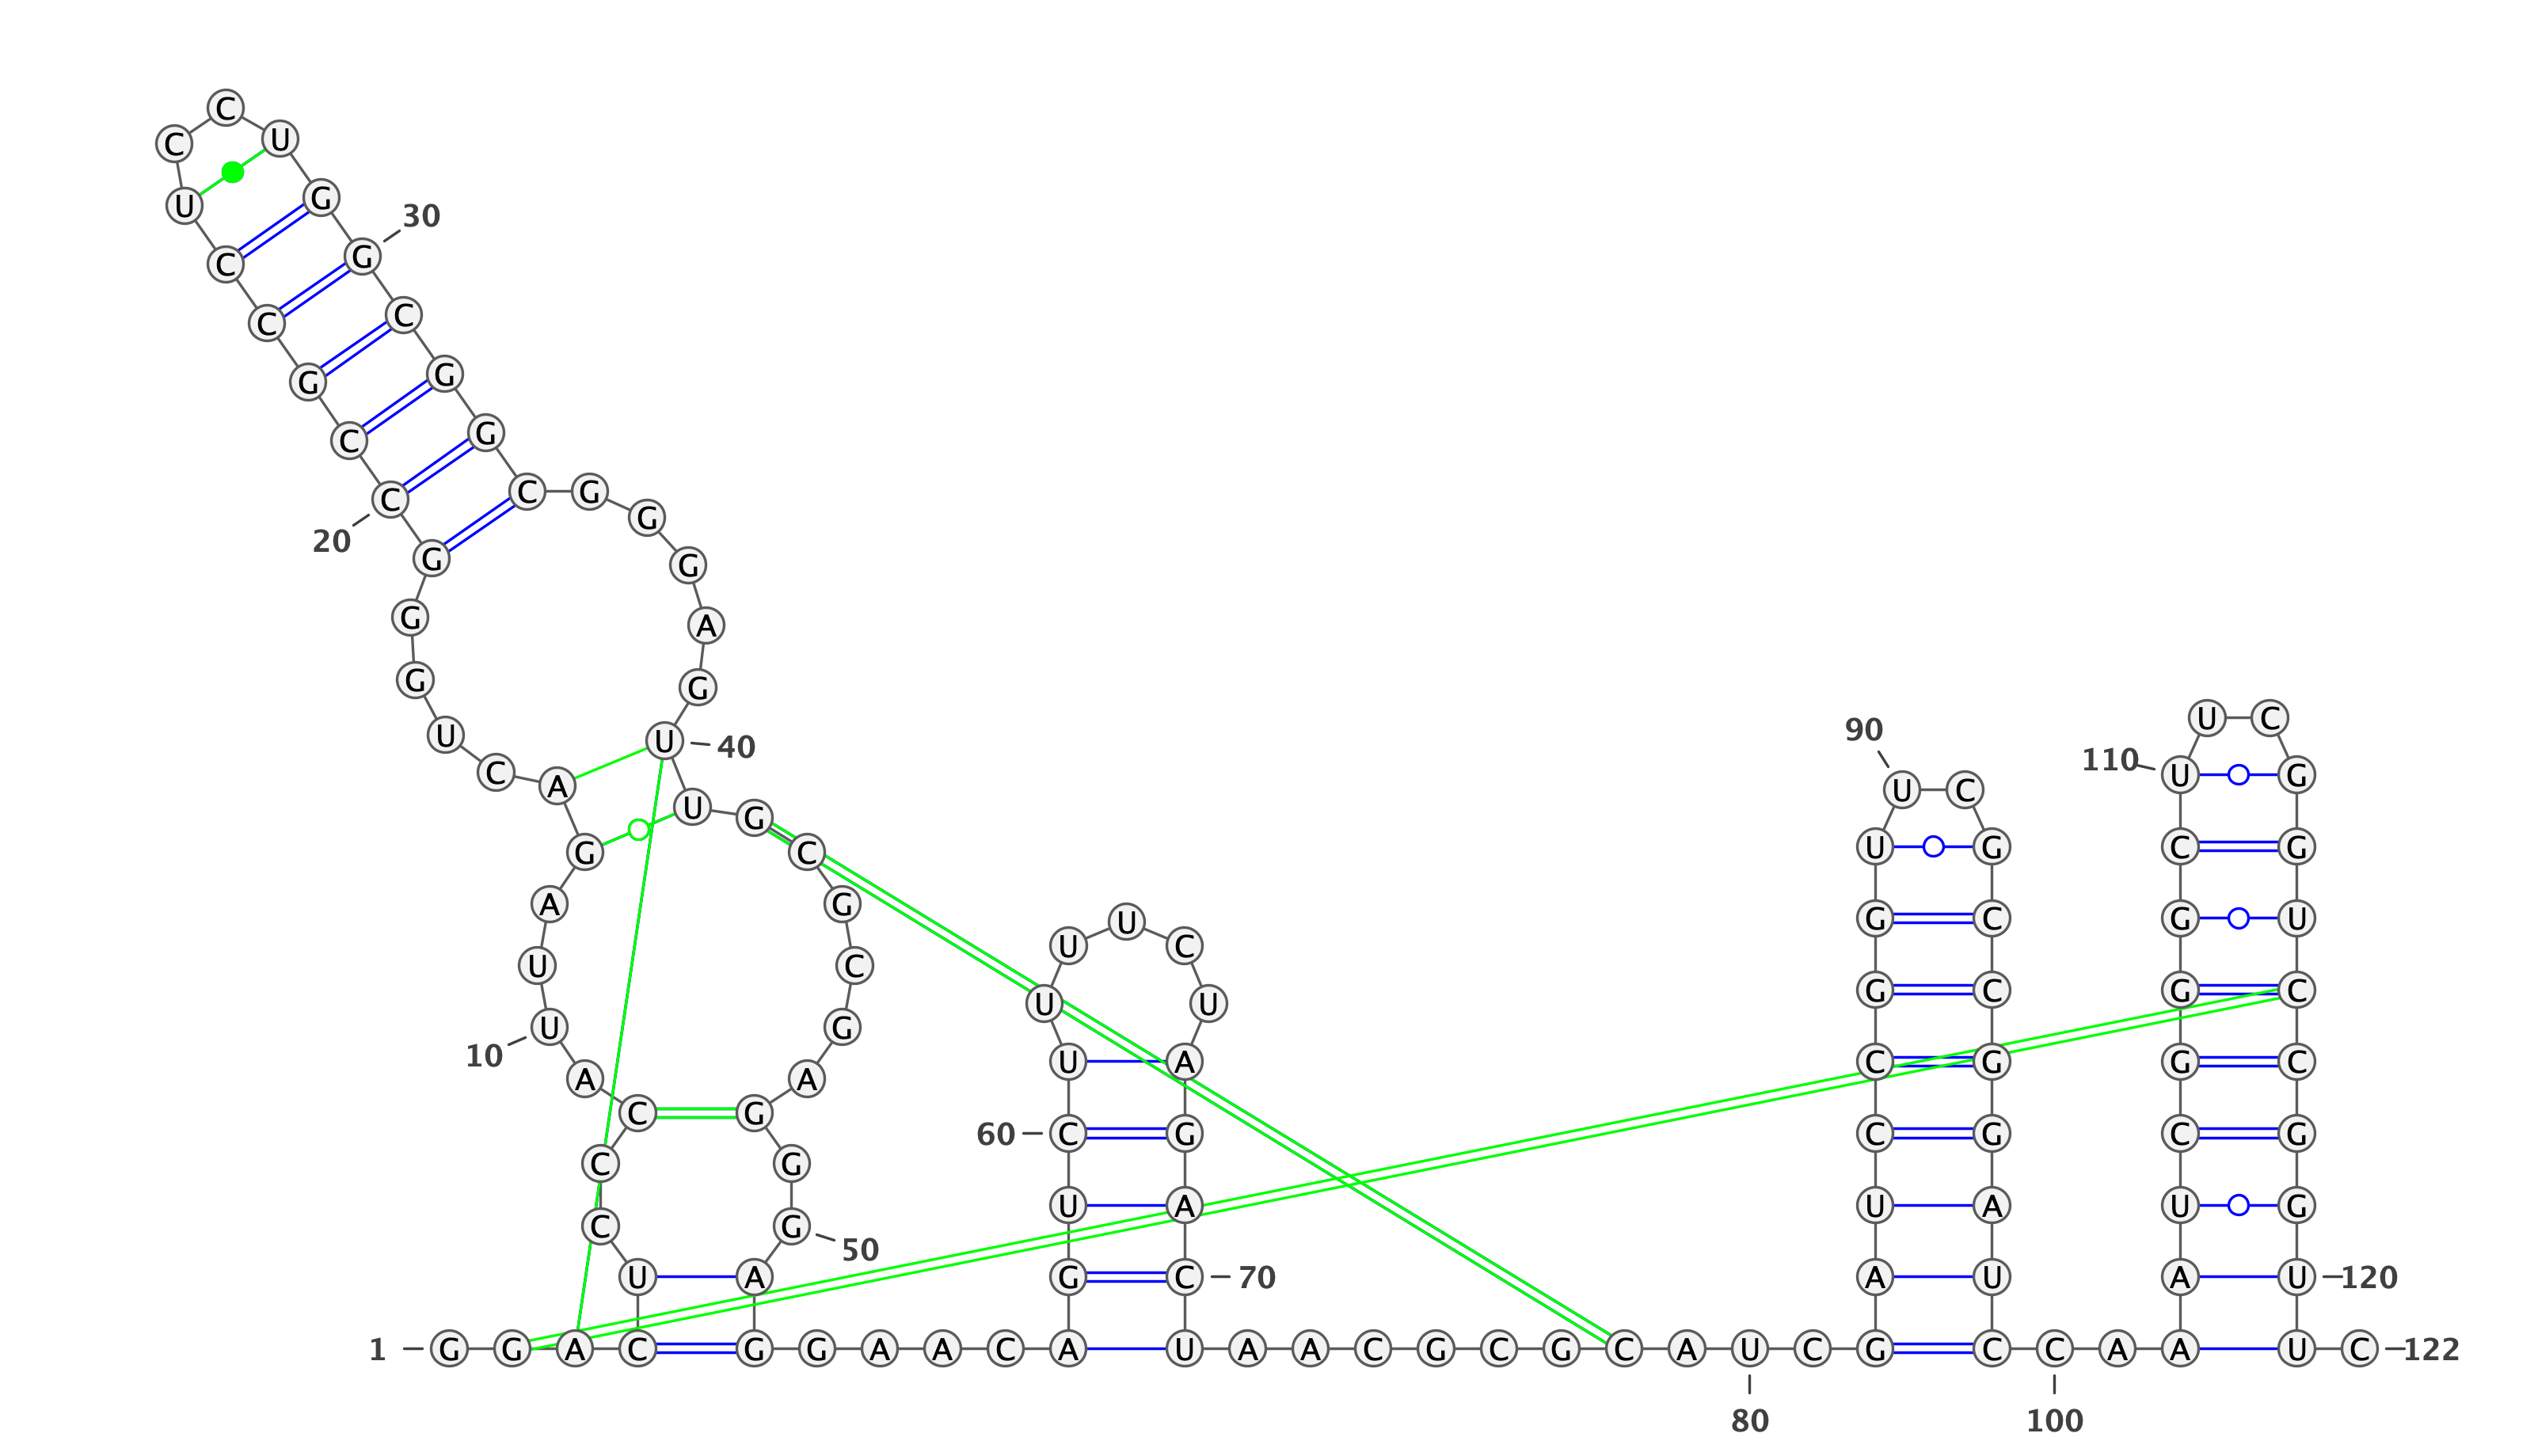 C
C U
U G 30
C G
C C
G G
C G
20 C C G
G G
G
G A
G G
U U 40 90 U C
C A U C 110 U G
U G U G C G
G C
A G U U C G C G U
U C U U G C G C
10 U G U A C G G C
A A
C G 60 C G C G C G
C G
C G 50 U A U A U G
U A G C 70 A U A U 120
1 G G A C G G A A C A U A A C G C G C A U C G C C A A U C 122
80 100